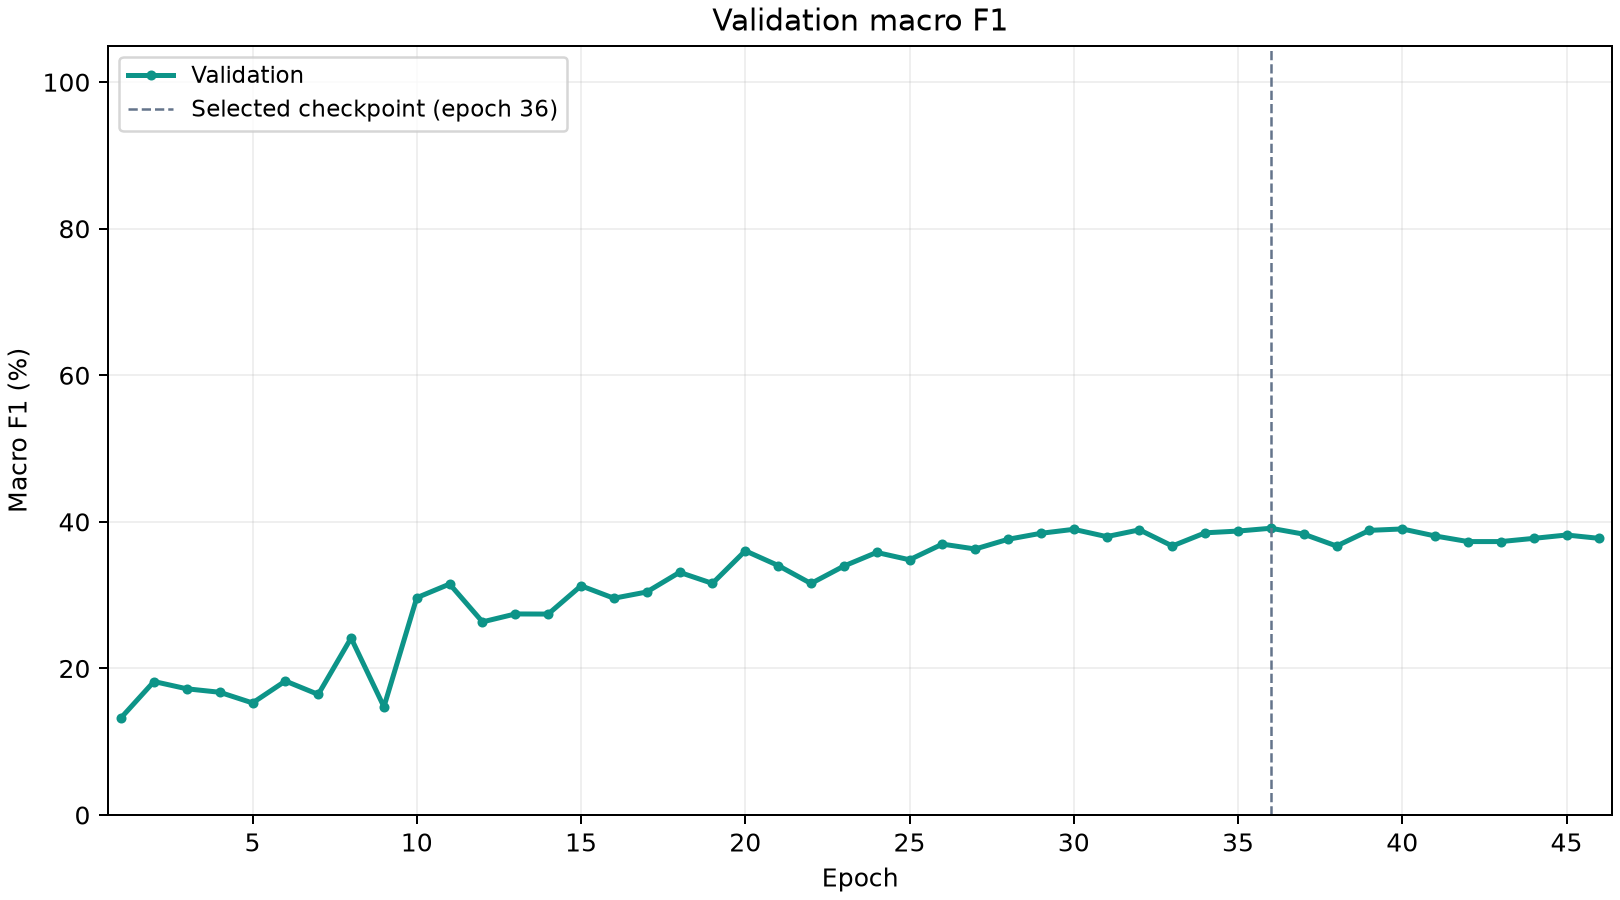 Validation macro F1
Validation
Selected checkpoint (epoch 36)
Macro F1 (%)
100
80
60
40
20
0
5 10 15 20 25 30 35 40 45
Epoch